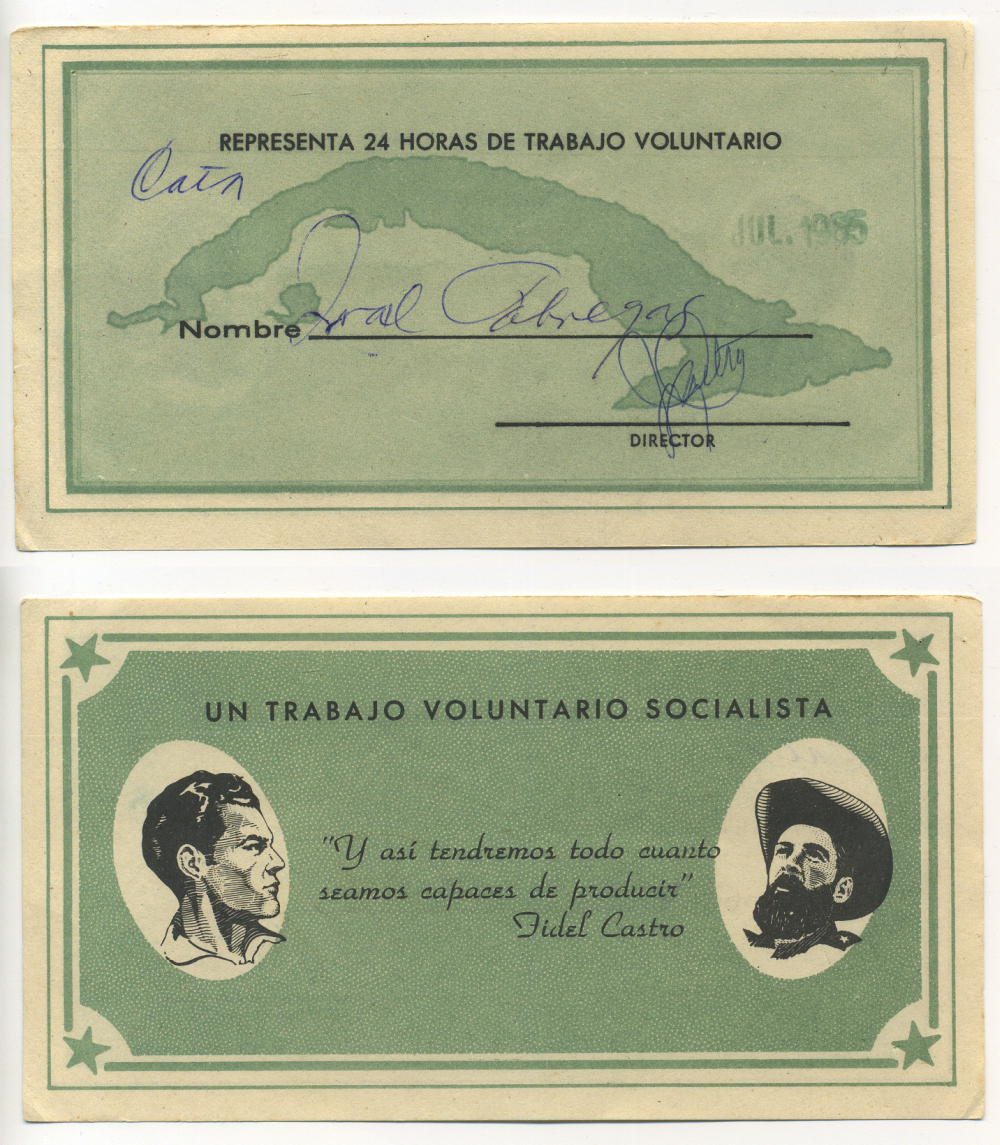 REPRESENTA 24 HORAS DE TRABAJO VOLUNTARIO
JUL. 1965
Nombre
DIRECTOR
UN TRABAJO VOLUNTARIO SOCIALISTA
"Y así tendremos todo cuanto
seamos capaces de producir"
Fidel Castro